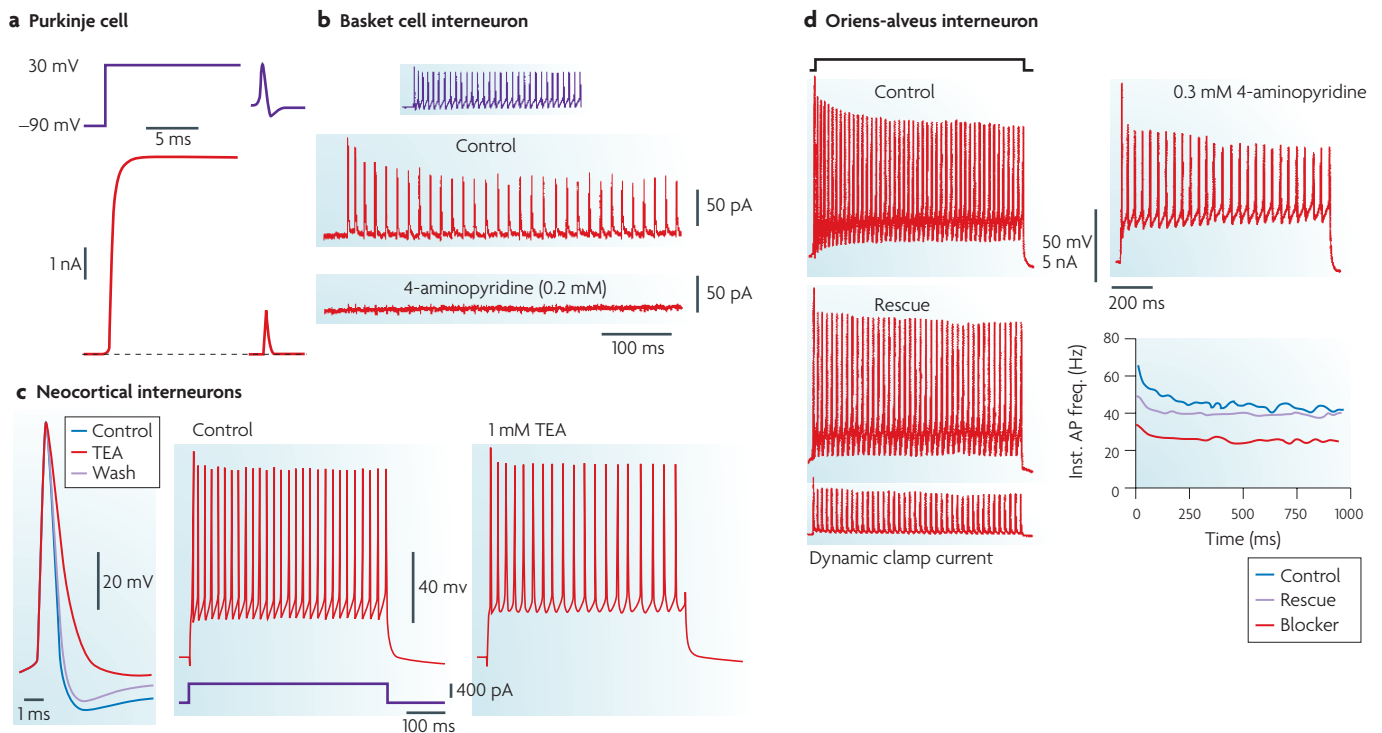 a Purkinje cell
30 mV
–90 mV
5 ms
1 nA
b Basket cell interneuron
Control
50 pA
4-aminopyridine (0.2 mM)
50 pA
100 ms
c Neocortical interneurons
Control
TEA
Wash
20 mV
1 ms
Control
40 mv
400 pA
100 ms
1 mM TEA
d Oriens-alveus interneuron
Control
0.3 mM 4-aminopyridine
50 mV
5 nA
200 ms
Rescue
Dynamic clamp current
Inst. AP freq. (Hz)
80
60
40
20
0
0 250 500 750 1000
Time (ms)
Control
Rescue
Blocker